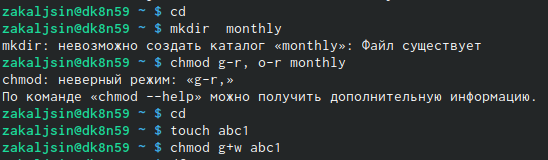 zakaljsin@dk8n59 ~ $ cd
zakaljsin@dk8n59 ~ $ mkdir  monthly
mkdir: невозможно создать каталог «monthly»: Файл существует
zakaljsin@dk8n59 ~ $ chmod g-r, o-r monthly
chmod: неверный режим: «g-r,»
По команде «chmod --help» можно получить дополнительную информацию.
zakaljsin@dk8n59 ~ $ cd
zakaljsin@dk8n59 ~ $ touch abc1
zakaljsin@dk8n59 ~ $ chmod g+w abc1